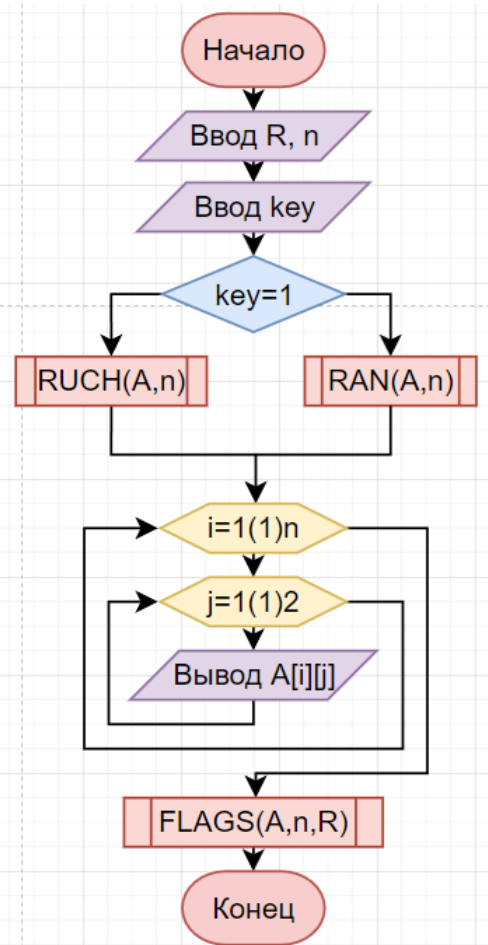 Начало
Ввод R, n
Ввод key
key=1
RUCH(A,n)
RAN(A,n)
i=1(1)n
j=1(1)2
Вывод A[i][j]
FLAGS(A,n,R)
Конец